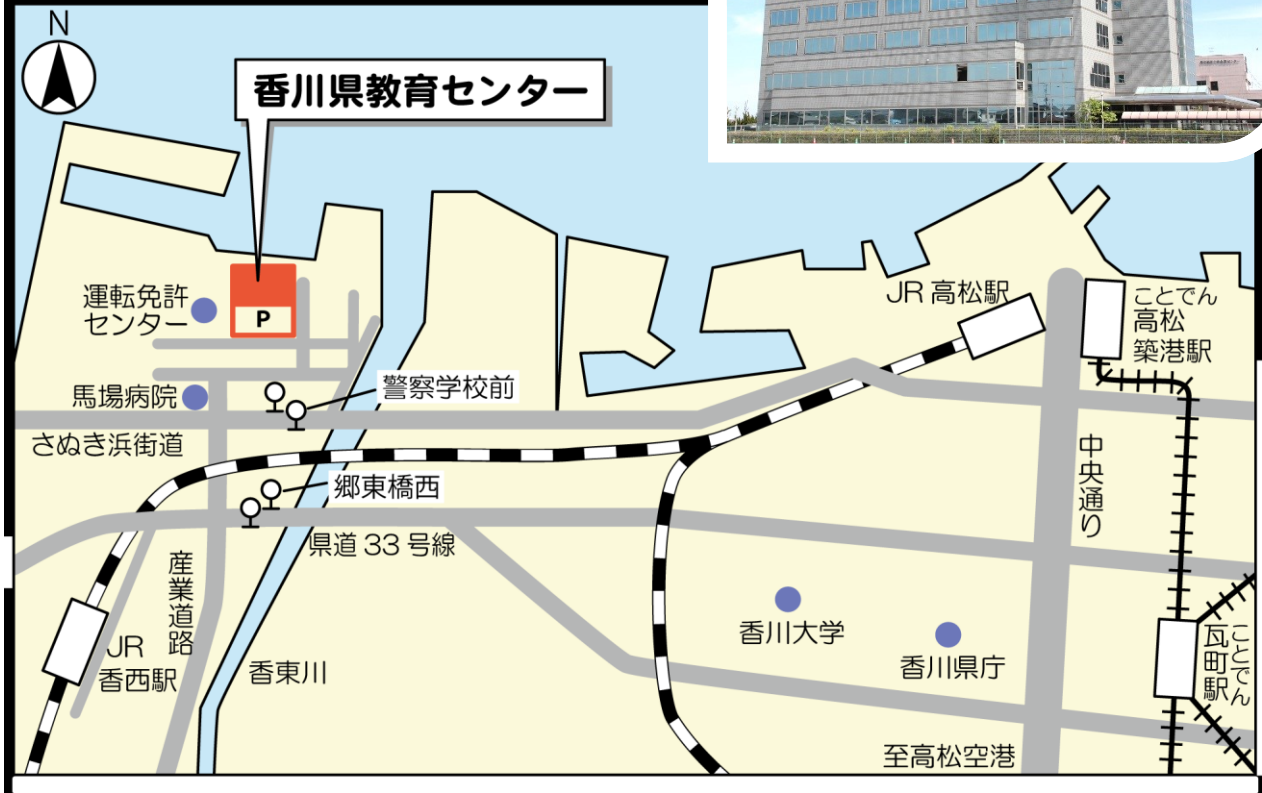 N
香川県教育センター
運転免許
センター
P
馬場病院
警察学校前
さぬき浜街道
郷東橋西
県道 33 号線
産業道路
JR
香西駅
香東川
JR 高松駅
ことでん
高松
築港駅
中央通り
香川大学
香川県庁
ことでん
瓦町駅
至高松空港